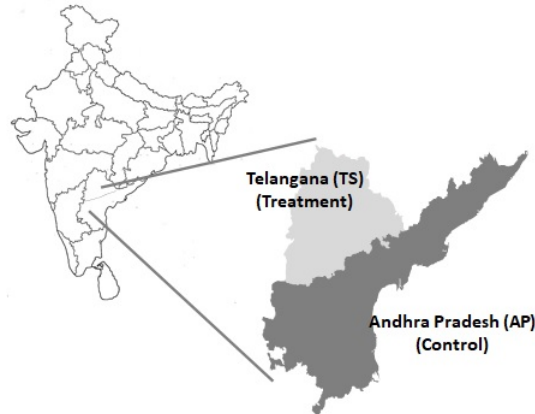 Telangana (TS)
(Treatment)
Andhra Pradesh (AP)
(Control)